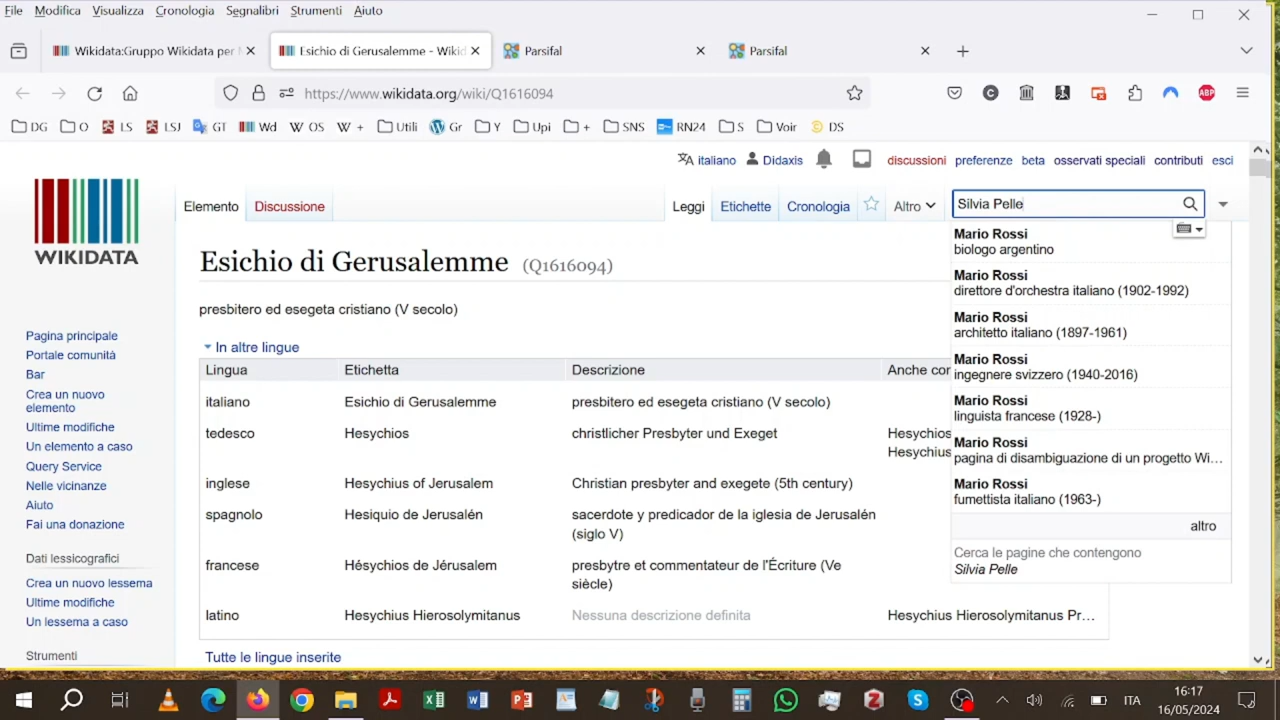 File Modifica Visualizza Cronologia Segnalibri Strumenti Aiuto
Wikidata:Gruppo Wikidata per
Esichio di Gerusalemme - Wikid
Parsifal
Parsifal
https://www.wikidata.org/wiki/Q1616094
ABP
DG O LS LSJ GT Wd OS + Utili Gr Y Upi + SNS RN24 S Voir DS
italiano Didaxis discussioni preferenze beta osservati speciali contributi esci
Elemento Discussione Leggi Etichette Cronologia Altro
Silvia Pelle
WIKIDATA
Esichio di Gerusalemme (Q1616094)
presbitero ed esegeta cristiano (V secolo)
In altre lingue
Lingua Etichetta Descrizione Anche con
italiano Esichio di Gerusalemme presbitero ed esegeta cristiano (V secolo)
tedesco Hesychios christlicher Presbyter und Exeget Hesychios
Hesychius
inglese Hesychius of Jerusalem Christian presbyter and exegete (5th century)
spagnolo Hesiquio de Jerusalén sacerdote y predicador de la iglesia de Jerusalén
(siglo V)
francese Hésychios de Jérusalem presbytre et commentateur de l'Écriture (Ve
siècle)
latino Hesychius Hierosolymitanus Nessuna descrizione definita Hesychius Hierosolymitanus Pr…
Tutte le lingue inserite
Mario Rossi
biologo argentino
Mario Rossi
direttore d'orchestra italiano (1902-1992)
Mario Rossi
architetto italiano (1897-1961)
Mario Rossi
ingegnere svizzero (1940-2016)
Mario Rossi
linguista francese (1928-)
Mario Rossi
pagina di disambiguazione di un progetto Wi…
Mario Rossi
fumettista italiano (1963-)
altro
Cerca le pagine che contengono
Silvia Pelle
Pagina principale
Portale comunità
Bar
Crea un nuovo
elemento
Ultime modifiche
Un elemento a caso
Query Service
Nelle vicinanze
Aiuto
Fai una donazione
Dati lessicografici
Crea un nuovo lessema
Ultime modifiche
Un lessema a caso
Strumenti
ITA
16:17
16/05/2024